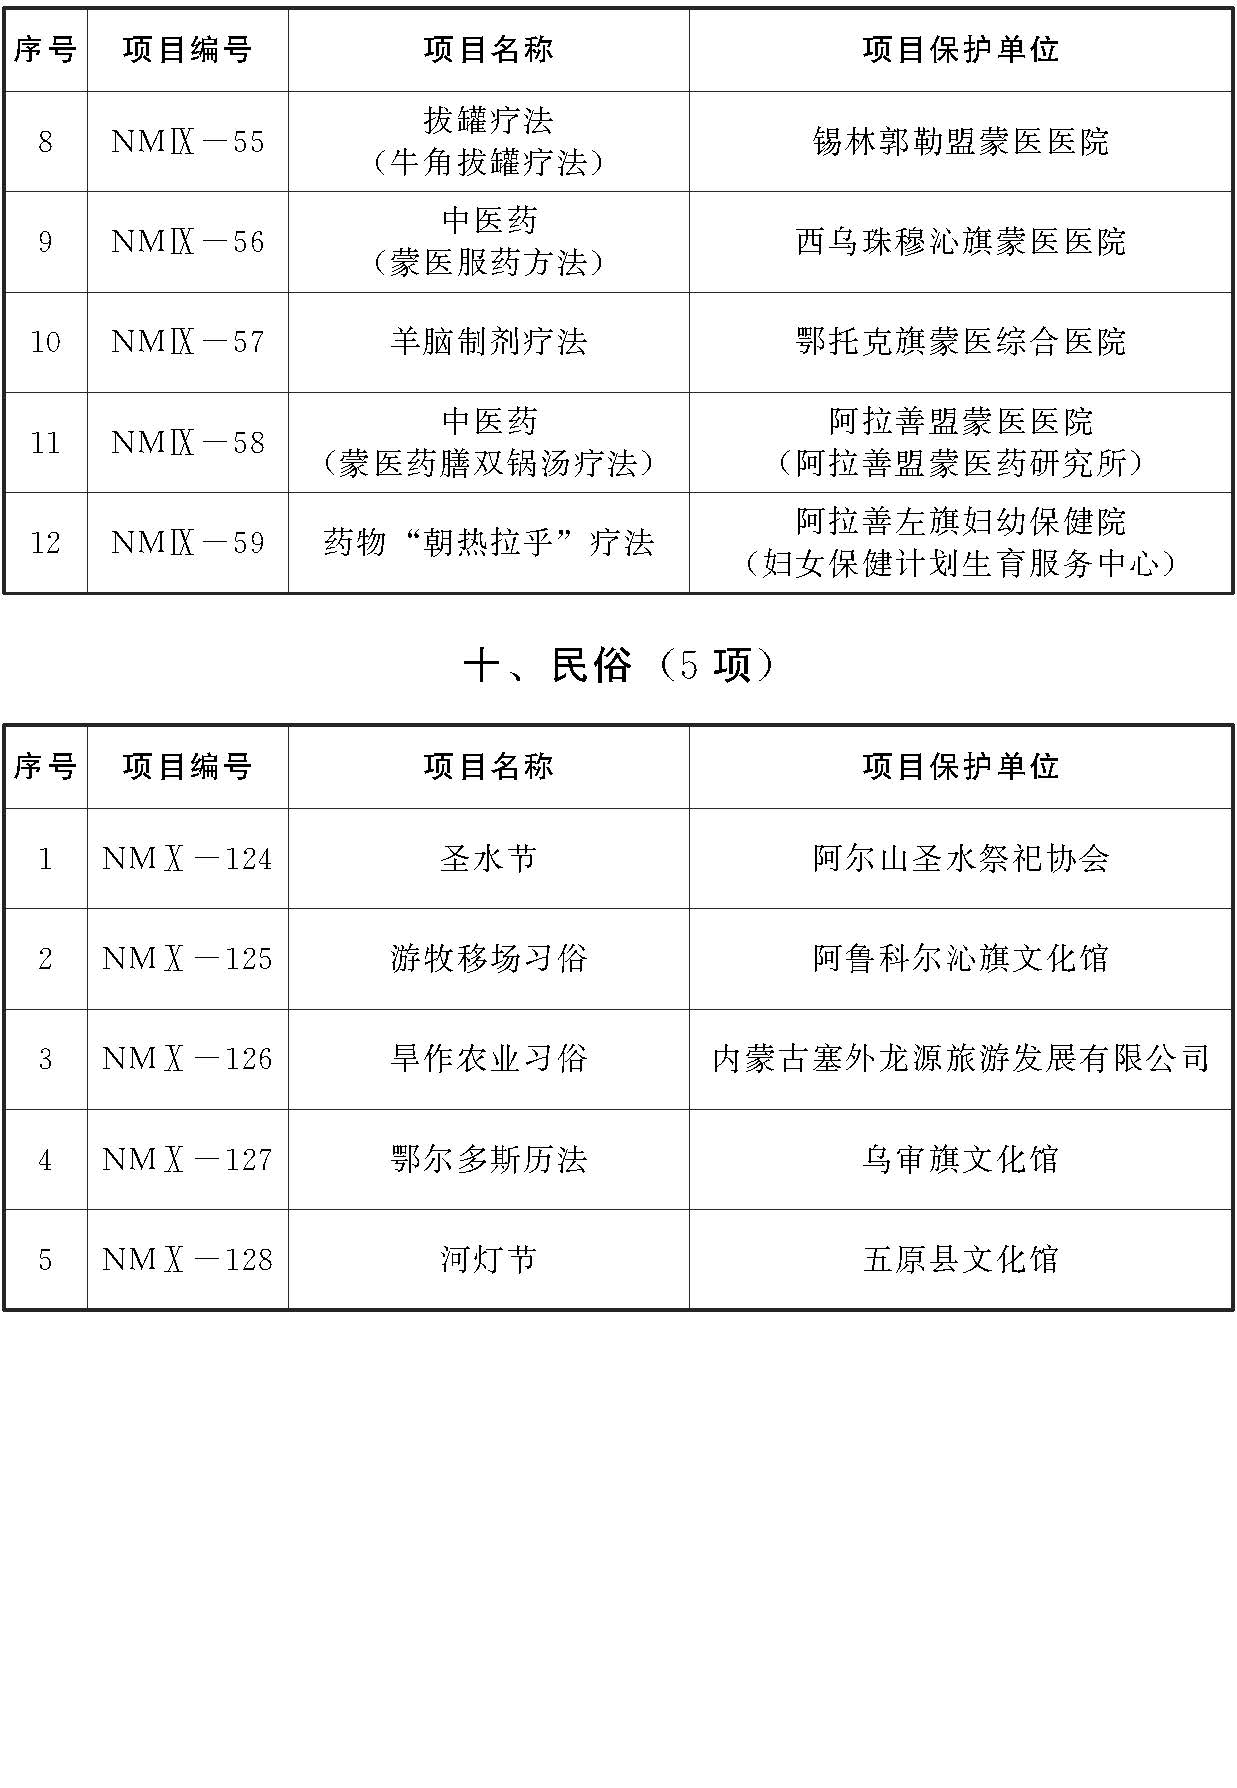 序号 项目编号 项目名称 项目保护单位
8 NMⅨ－55 拔罐疗法 锡林郭勒盟蒙医医院
（牛角拔罐疗法）
9 NMⅨ－56 中医药 西乌珠穆沁旗蒙医医院
（蒙医服药方法）
10 NMⅨ－57 羊脑制剂疗法 鄂托克旗蒙医综合医院
11 NMⅨ－58 中医药 阿拉善盟蒙医医院
（蒙医药膳双锅汤疗法） （阿拉善盟蒙医药研究所）
12 NMⅨ－59 药物“朝热拉乎”疗法 阿拉善左旗妇幼保健院
（妇女保健计划生育服务中心）
十、民俗（5 项）
序号 项目编号 项目名称 项目保护单位
1 NMⅩ－124 圣水节 阿尔山圣水祭祀协会
2 NMⅩ－125 游牧移场习俗 阿鲁科尔沁旗文化馆
3 NMⅩ－126 旱作农业习俗 内蒙古塞外龙源旅游发展有限公司
4 NMⅩ－127 鄂尔多斯历法 乌审旗文化馆
5 NMⅩ－128 河灯节 五原县文化馆